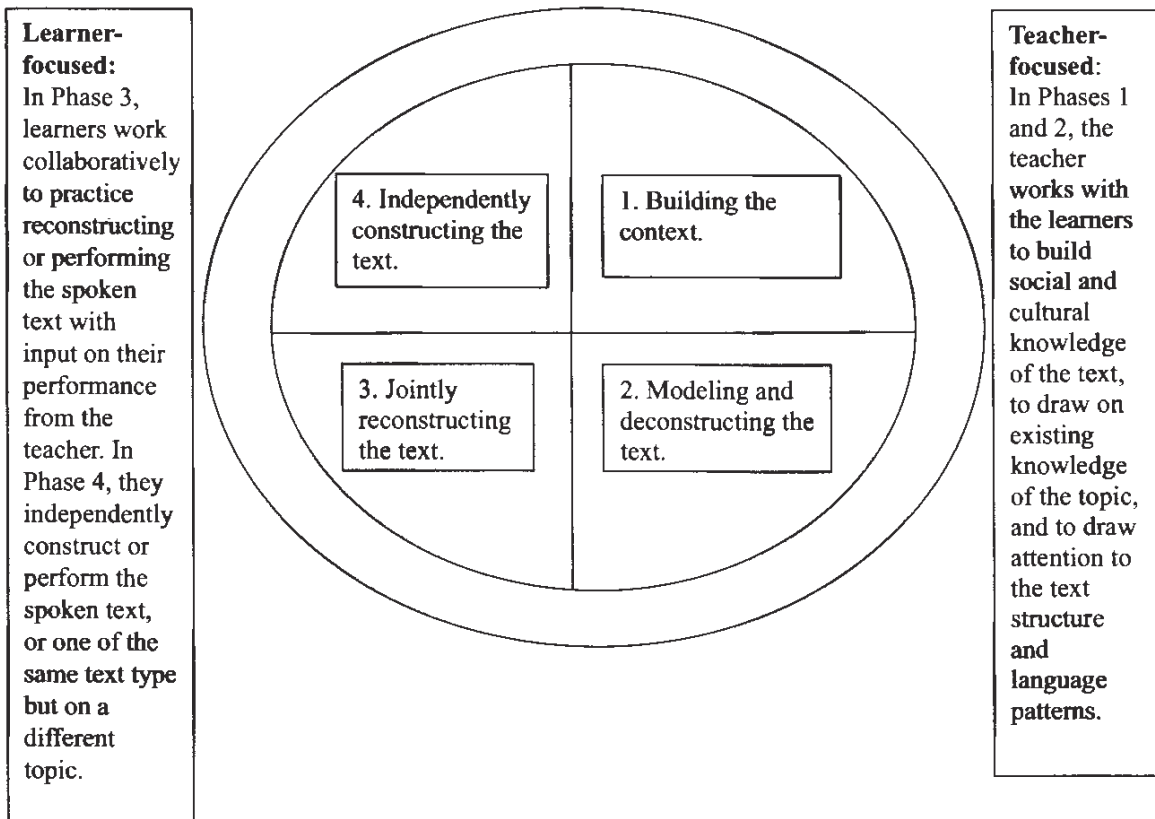 Learner-
focused:
In Phase 3,
learners work
collaboratively
to practice
reconstructing
or performing
the spoken
text with
input on their
performance
from the
teacher. In
Phase 4, they
independently
construct or
perform the
spoken text,
or one of the
same text type
but on a
different
topic.
4. Independently
constructing the
text.
1. Building the
context.
3. Jointly
reconstructing
the text.
2. Modeling and
deconstructing the
text.
Teacher-
focused:
In Phases 1
and 2, the
teacher
works with
the learners
to build
social and
cultural
knowledge
of the text,
to draw on
existing
knowledge
of the topic,
and to draw
attention to
the text
structure
and
language
patterns.